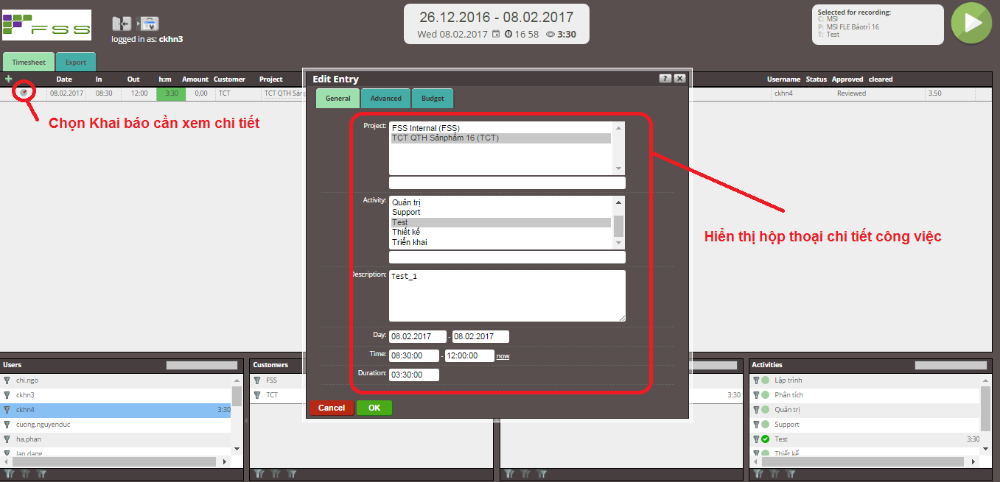 FSS
logged in as: ckhn3
26.12.2016 - 08.02.2017
Wed 08.02.2017 16 58 3:30
Selected for recording:
C: MSI
P: MSI FLE Bảotrì 16
T: Test
Timesheet Export
+ Date In Out h:m Amount Customer Project Username Status Approved cleared
08.02.2017 08:30 12:00 3:30 0,00 TCT TCT QTH Sản ckhn4 Reviewed 3.50
Chọn Khai báo cần xem chi tiết
Edit Entry ? X
General Advanced Budget
Project: FSS Internal (FSS)
TCT QTH Sảnphẩm 16 (TCT)
Activity: Quản trị
Support
Test
Thiết kế
Triển khai
Description: Test_1
Day: 08.02.2017 - 08.02.2017
Time: 08:30:00 - 12:00:00 now
Duration: 03:30:00
Cancel OK
Hiển thị hộp thoại chi tiết công việc
Users
chi.ngo
ckhn3
ckhn4 3:30
cuong.nguyenduc
ha.phan
lan.dang
Customers
FSS
TCT
3:30
Activities
Lập trình
Phân tích
Quản trị
Support
Test 3:30
Thiết kế